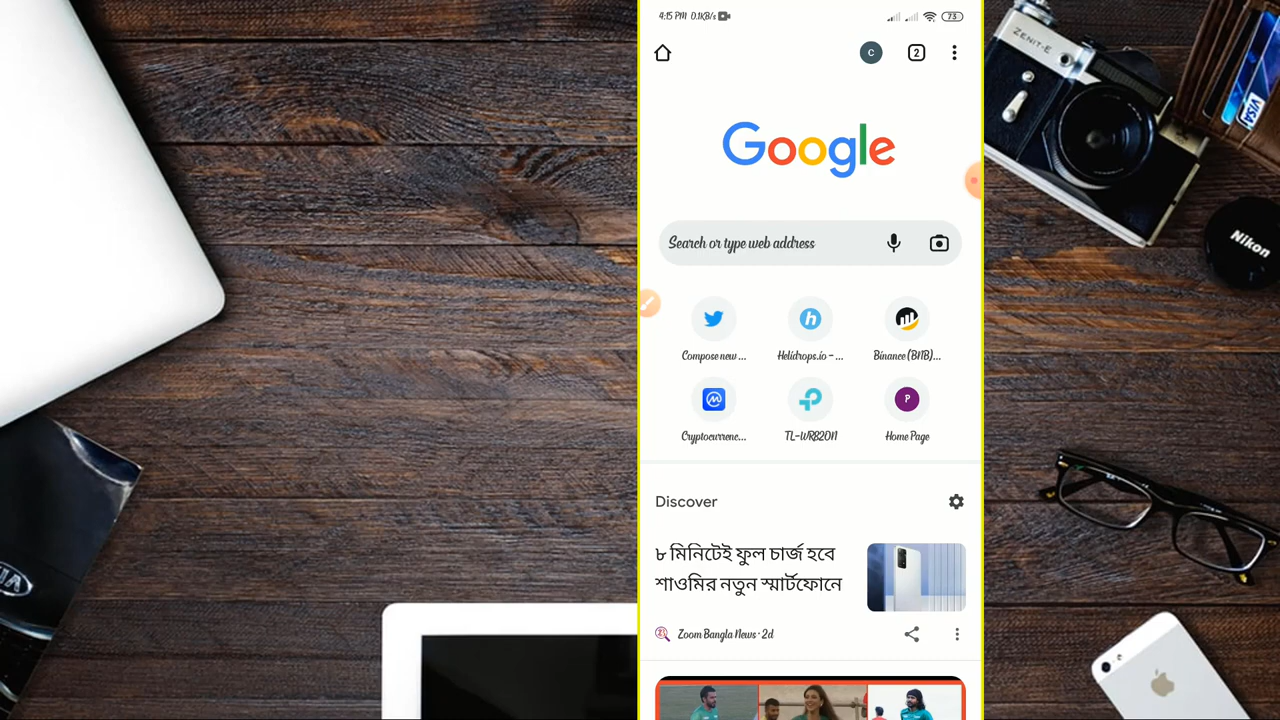 4:15 PM 0.1KB/s
73
C
2
Google
Search or type web address
Compose new ...
Helidrops.io - ...
Binance (BNB)...
Cryptocurrenc...
TL-WR820N
P
Home Page
Discover
৮ মিনিটেই ফুল চার্জ হবে
শাওমির নতুন স্মার্টফোনে
Zoom Bangla News · 2d
ZENIT-E
VISA
Nikon